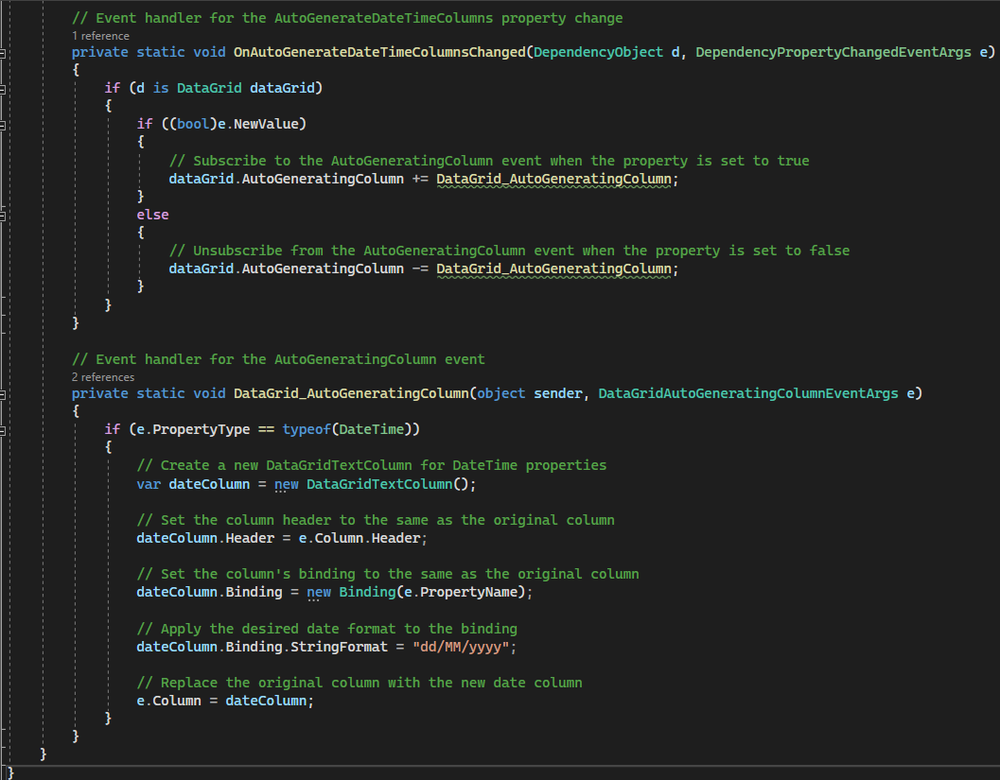 // Event handler for the AutoGenerateDateTimeColumns property change
1 reference
private static void OnAutoGenerateDateTimeColumnsChanged(DependencyObject d, DependencyPropertyChangedEventArgs e)
{
if (d is DataGrid dataGrid)
{
if ((bool)e.NewValue)
{
// Subscribe to the AutoGeneratingColumn event when the property is set to true
dataGrid.AutoGeneratingColumn += DataGrid_AutoGeneratingColumn;
}
else
{
// Unsubscribe from the AutoGeneratingColumn event when the property is set to false
dataGrid.AutoGeneratingColumn -= DataGrid_AutoGeneratingColumn;
}
}
}
// Event handler for the AutoGeneratingColumn event
2 references
private static void DataGrid_AutoGeneratingColumn(object sender, DataGridAutoGeneratingColumnEventArgs e)
{
if (e.PropertyType == typeof(DateTime))
{
// Create a new DataGridTextColumn for DateTime properties
var dateColumn = new DataGridTextColumn();
// Set the column header to the same as the original column
dateColumn.Header = e.Column.Header;
// Set the column's binding to the same as the original column
dateColumn.Binding = new Binding(e.PropertyName);
// Apply the desired date format to the binding
dateColumn.Binding.StringFormat = "dd/MM/yyyy";
// Replace the original column with the new date column
e.Column = dateColumn;
}
}
}
}